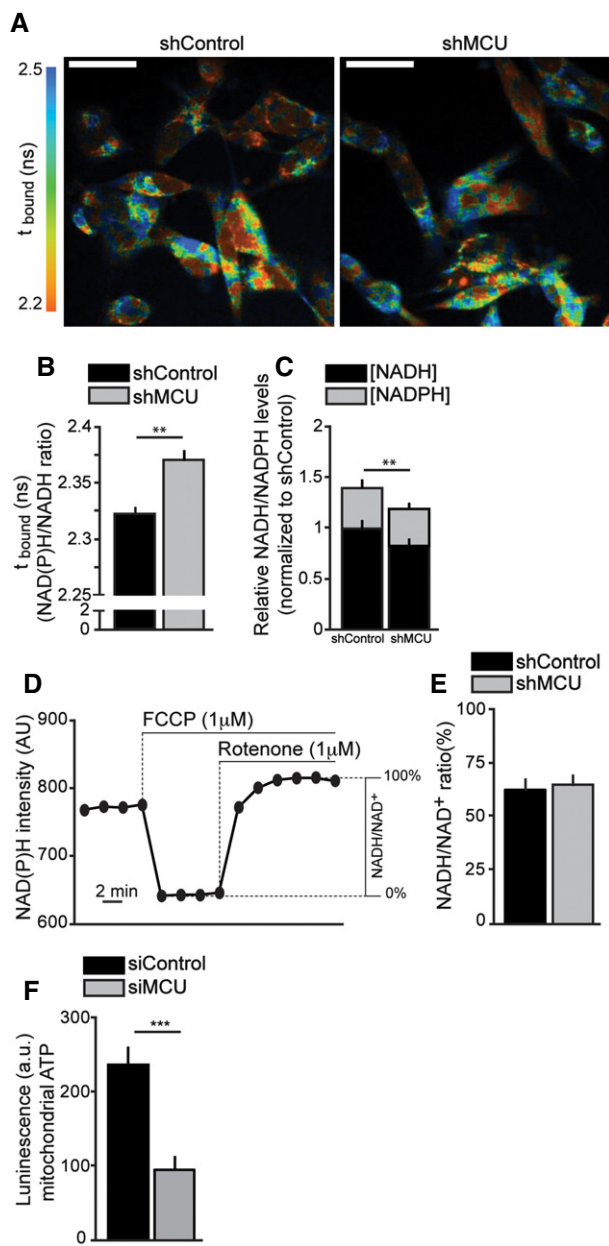 A
shControl
shMCU
2.5
t bound (ns)
2.2
B
shControl
shMCU
**
2.4
2.35
2.3
2.25
2
0
t bound (ns)
(NAD(P)H/NADH ratio)
C
[NADH]
[NADPH]
**
2
1.5
1
0.5
0
Relative NADH/NADPH levels
(normalized to shControl)
shControl shMCU
D
900
800
700
600
NAD(P)H intensity (AU)
FCCP (1μM)
Rotenone (1μM)
2 min
100%
0%
NADH/NAD+
E
shControl
shMCU
100
75
50
25
0
NADH/NAD+ ratio(%)
F
siControl
siMCU
***
300
200
100
0
Luninescence (a.u.)
mitochondrial ATP